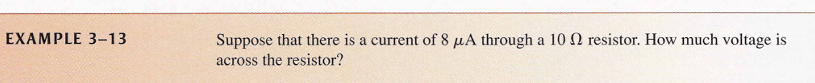 EXAMPLE 3–13
Suppose that there is a current of 8 μA through a 10 Ω resistor. How much voltage is
across the resistor?